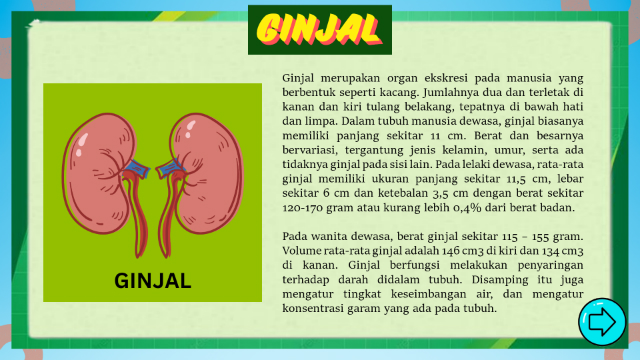 GINJAL
Ginjal merupakan organ ekskresi pada manusia yang
berbentuk seperti kacang. Jumlahnya dua dan terletak di
kanan dan kiri tulang belakang, tepatnya di bawah hati
dan limpa. Dalam tubuh manusia dewasa, ginjal biasanya
memiliki panjang sekitar 11 cm. Berat dan besarnya
bervariasi, tergantung jenis kelamin, umur, serta ada
tidaknya ginjal pada sisi lain. Pada lelaki dewasa, rata-rata
ginjal memiliki ukuran panjang sekitar 11,5 cm, lebar
sekitar 6 cm dan ketebalan 3,5 cm dengan berat sekitar
120-170 gram atau kurang lebih 0,4% dari berat badan.
Pada wanita dewasa, berat ginjal sekitar 115 – 155 gram.
Volume rata-rata ginjal adalah 146 cm3 di kiri dan 134 cm3
di kanan. Ginjal berfungsi melakukan penyaringan
terhadap darah didalam tubuh. Disamping itu juga
mengatur tingkat keseimbangan air, dan mengatur
konsentrasi garam yang ada pada tubuh.
GINJAL